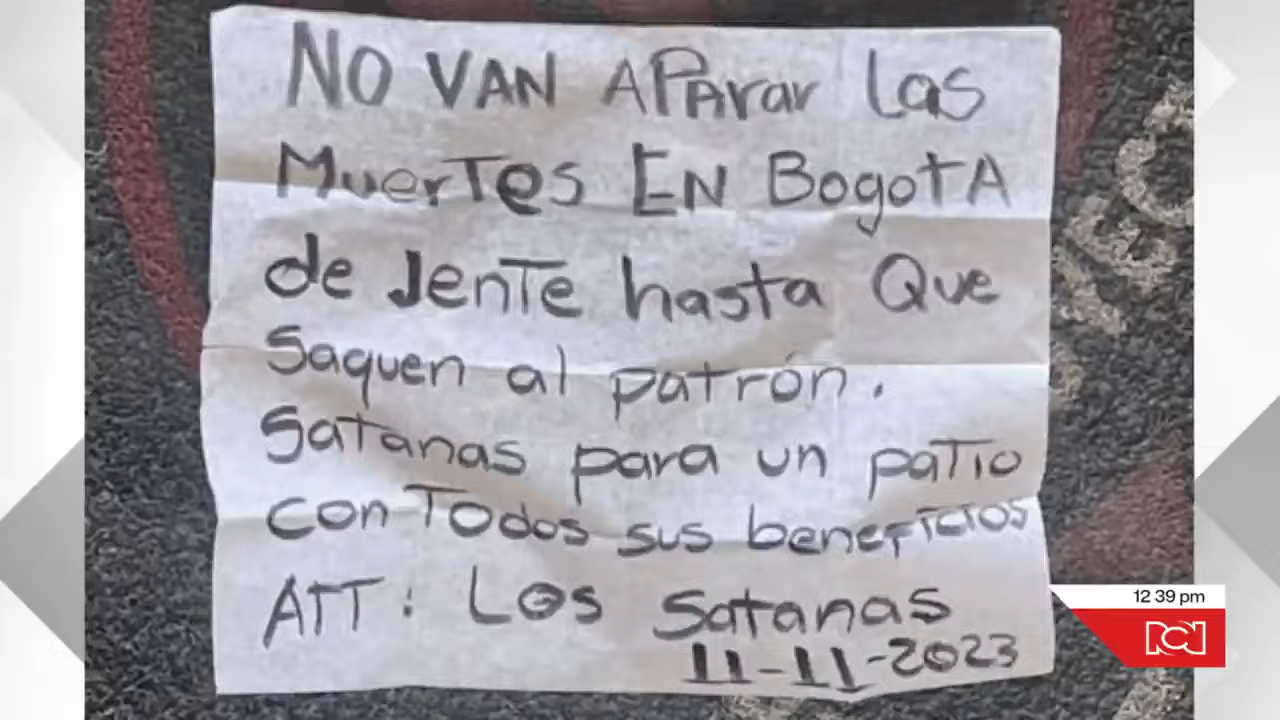 NO VAN APArar Las
MuerTes EN BogotA
de JenTe hasta Que
Saquen al patrón.
Satanas para un paTio
con Todos sus beneficios
ATT: Los Satanas
11-11-2023
12 39 pm
RCN